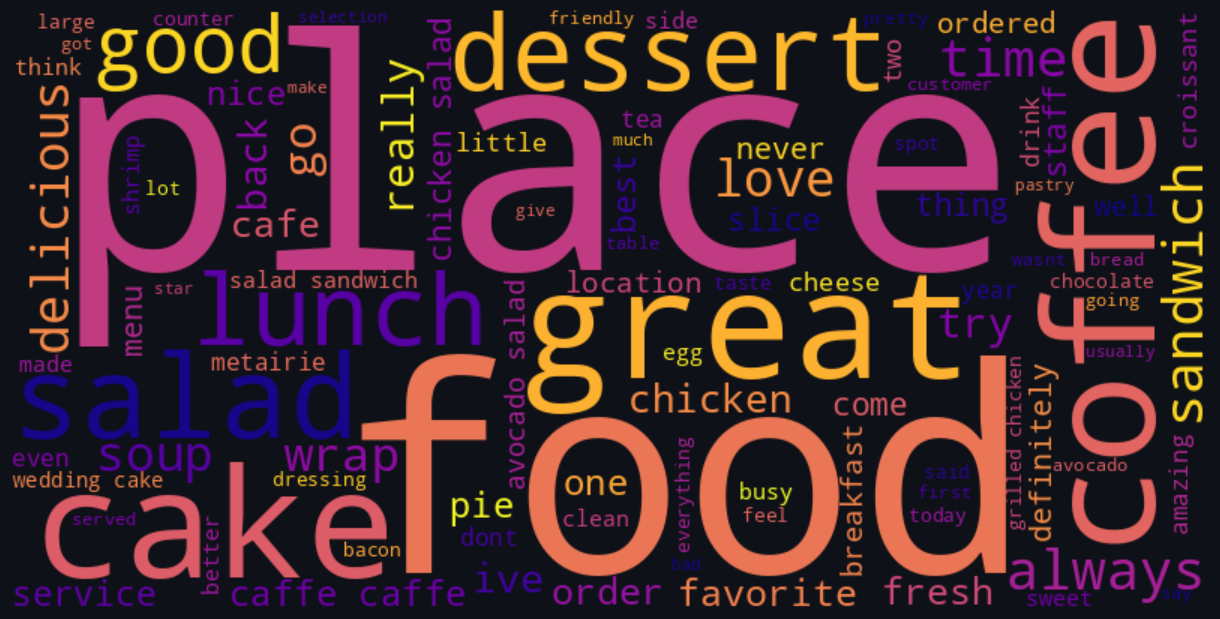 large
counter
selection
friendly
side
pretty
ordered
got
good
dessert
two
time
think
nice
make
really
chicken salad
customer
coffee
croissant
delicious
place
back
go
tea
little
much
never
love
drink
staff
spot
pastry
shrimp
lot
best
slice
thing
well
cafe
give
table
sandwich
salad sandwich
location
taste
cheese
wasnt
bread
chocolate
year
going
star
menu
lunch
avocado salad
great
try
usually
made
metairie
egg
salad
food
chicken
come
grilled chicken
definitely
even
soup
wrap
wedding cake
dressing
everything
breakfast
said
avocado
amazing
cake
pie
one
busy
first
served
clean
feel
today
better
bacon
dont
bad
service
caffe caffe
ive
order
favorite
fresh
always
sweet
say